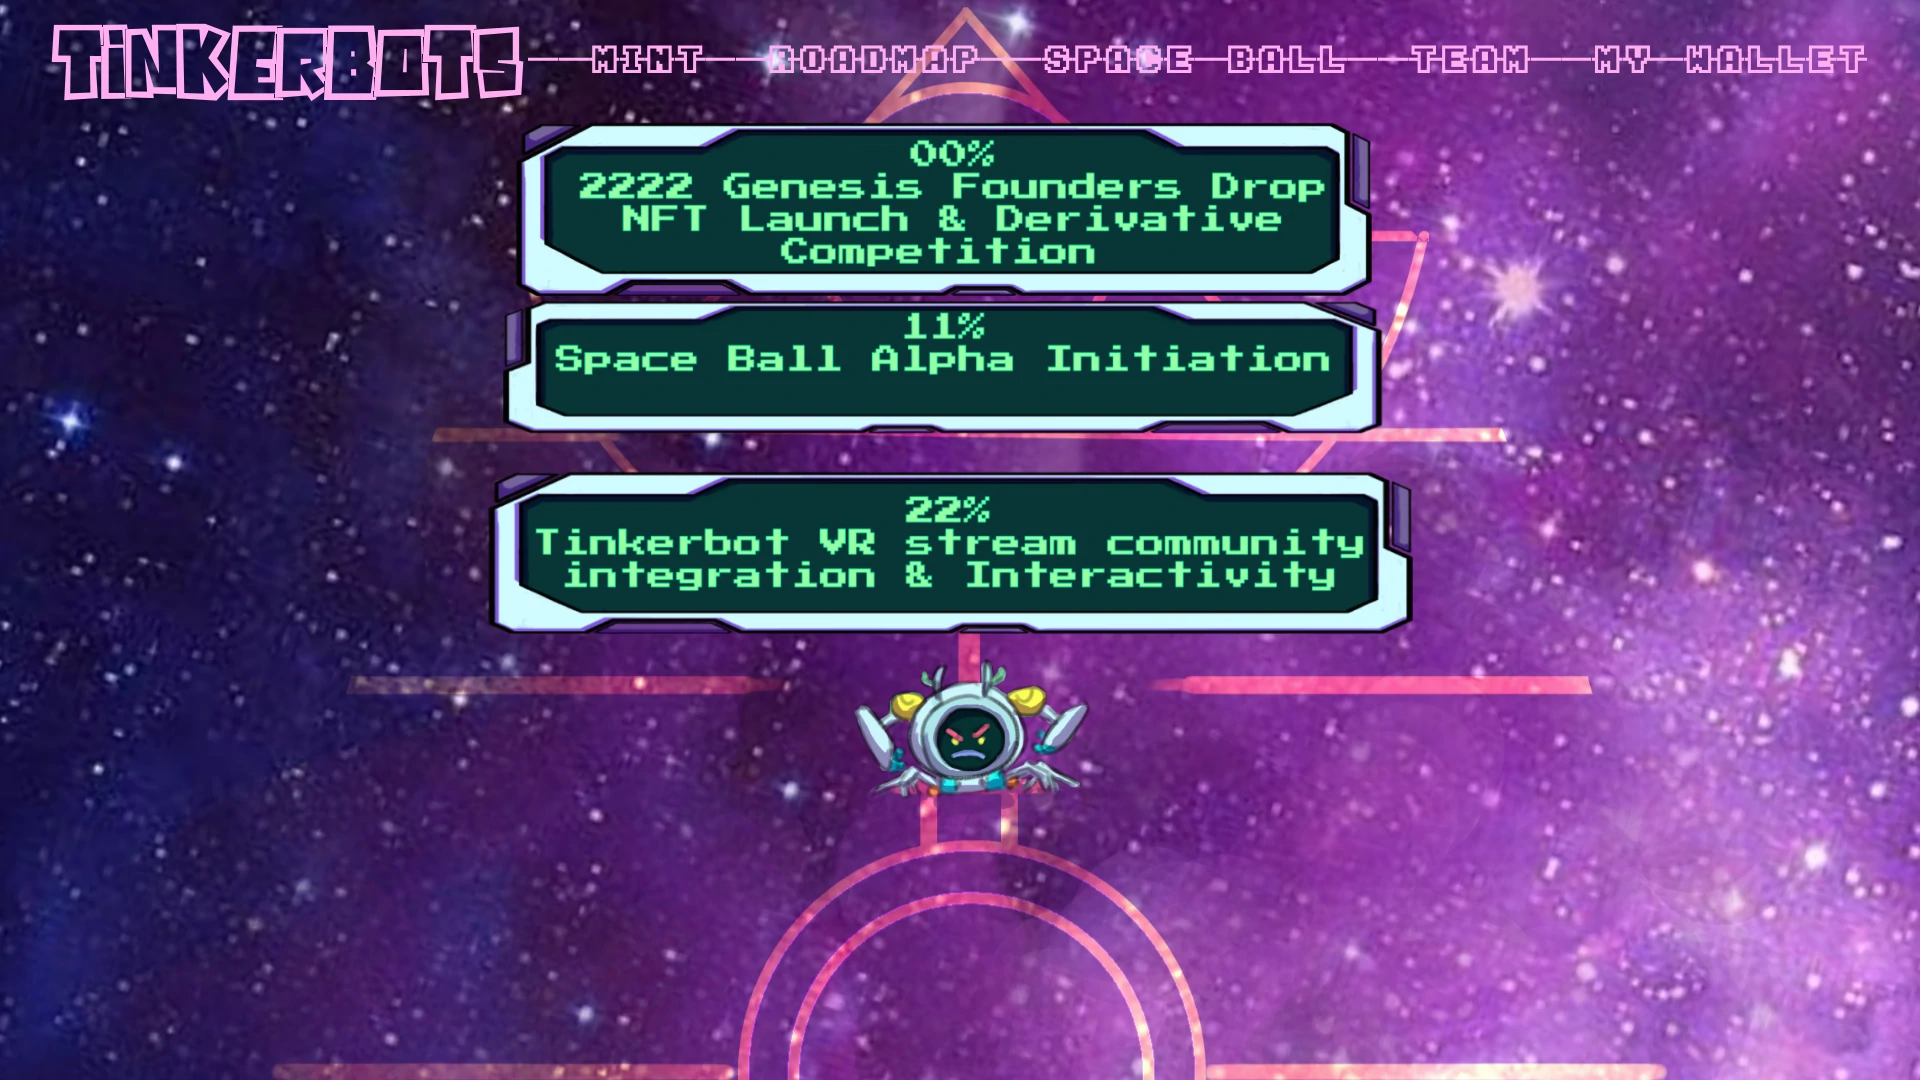 TiNKERBOTS
MINT ROADMAP SPACE BALL TEAM MY WALLET
00%
2222 Genesis Founders Drop
NFT Launch & Derivative
Competition
11%
Space Ball Alpha Initiation
22%
Tinkerbot VR stream community
integration & Interactivity